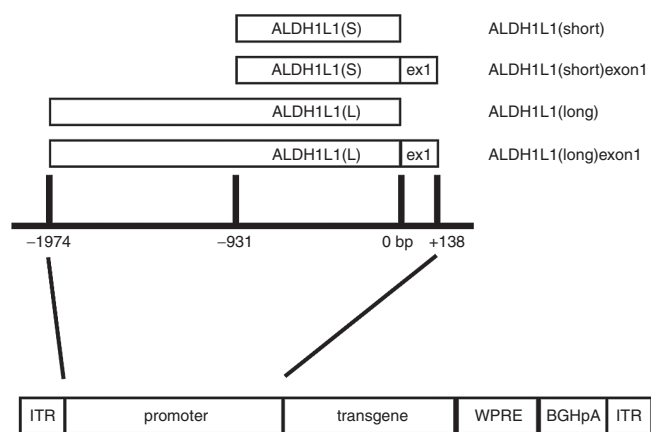 ALDH1L1(S) ALDH1L1(short)
ALDH1L1(S) ex1 ALDH1L1(short)exon1
ALDH1L1(L) ALDH1L1(long)
ALDH1L1(L) ex1 ALDH1L1(long)exon1
−1974 −931 0 bp +138
ITR promoter transgene WPRE BGHpA ITR